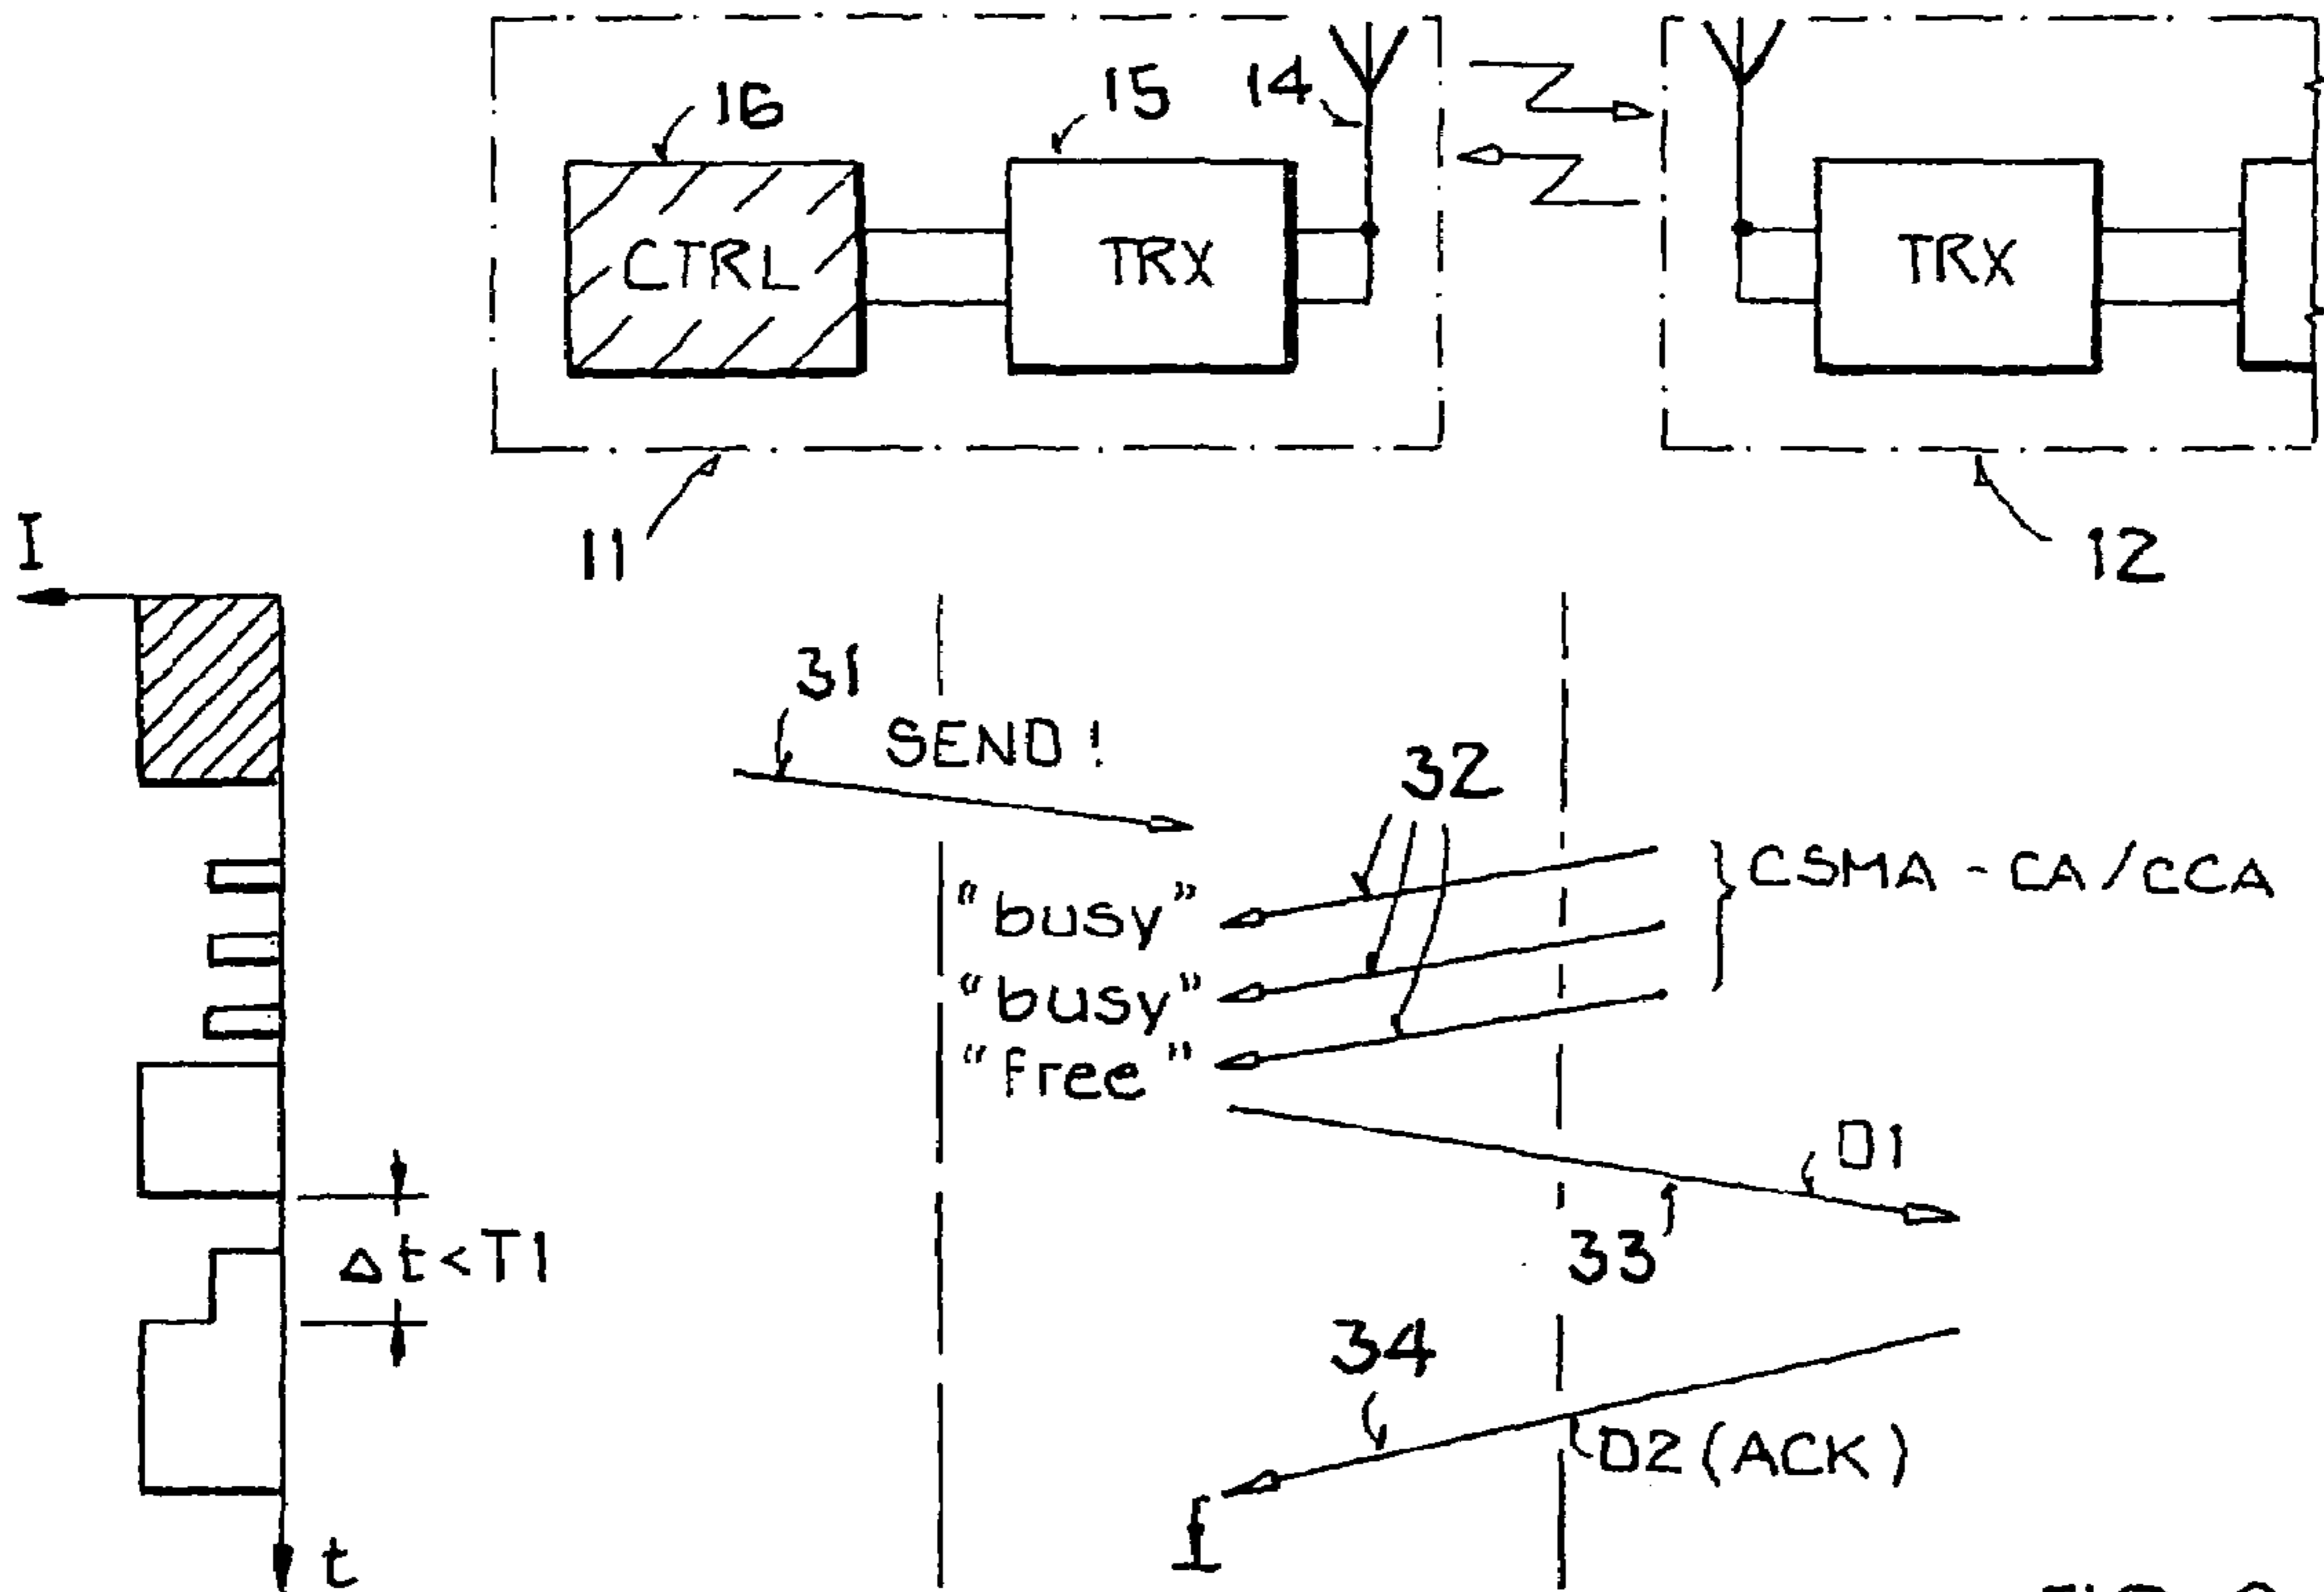 16
15
14
CTRL
TRX
TRX
11
12
I
31
SEND!
32
CSMA-CA/CCA
"busy"
"busy"
"free"
D1
33
Δt<T1
34
D2 (ACK)
t